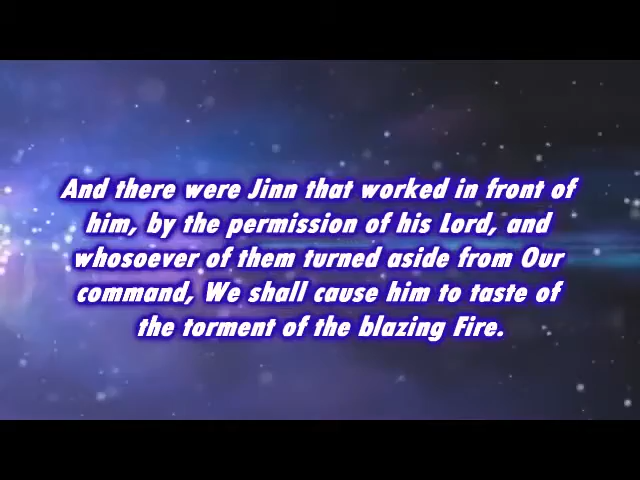 And there were Jinn that worked in front of
him, by the permission of his Lord, and
whosoever of them turned aside from Our
command, We shall cause him to taste of
the torment of the blazing Fire.